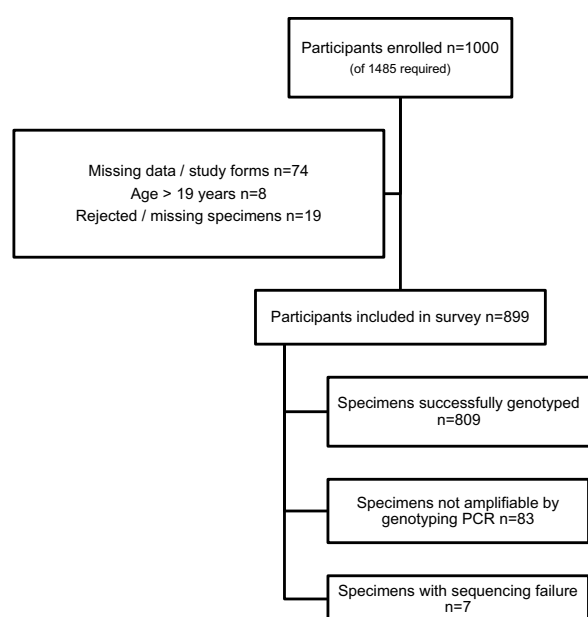 Participants enrolled n=1000
(of 1485 required)
Missing data / study forms n=74
Age > 19 years n=8
Rejected / missing specimens n=19
Participants included in survey n=899
Specimens successfully genotyped
n=809
Specimens not amplifiable by
genotyping PCR n=83
Specimens with sequencing failure
n=7